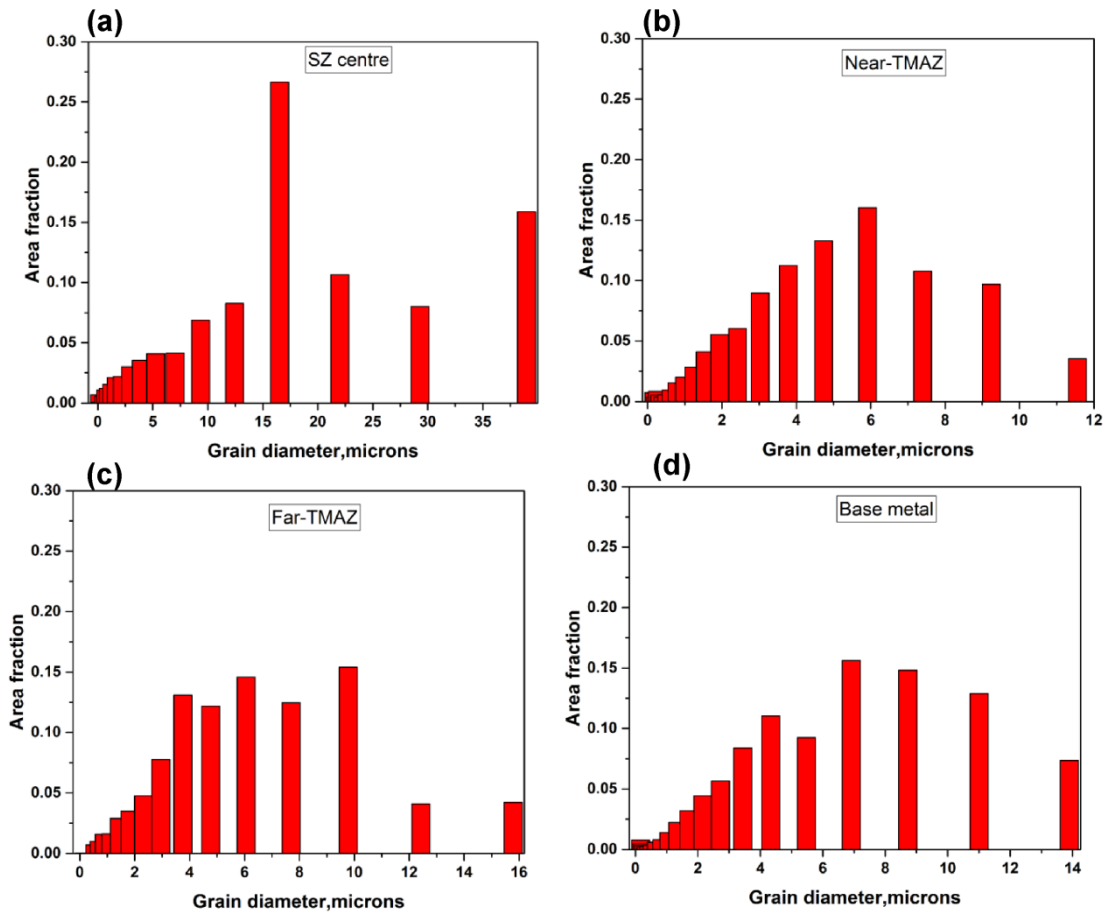 (a)
SZ centre
0.30
0.25
0.20
0.15
0.10
0.05
0.00
Area fraction
0 5 10 15 20 25 30 35
Grain diameter,microns
(b)
Near-TMAZ
0.30
0.25
0.20
0.15
0.10
0.05
0.00
Area fraction
0 2 4 6 8 10 12
Grain diameter,microns
(c)
Far-TMAZ
0.30
0.25
0.20
0.15
0.10
0.05
0.00
Area fraction
0 2 4 6 8 10 12 14 16
Grain diameter,microns
(d)
Base metal
0.30
0.25
0.20
0.15
0.10
0.05
0.00
Area fraction
0 2 4 6 8 10 12 14
Grain diameter,microns